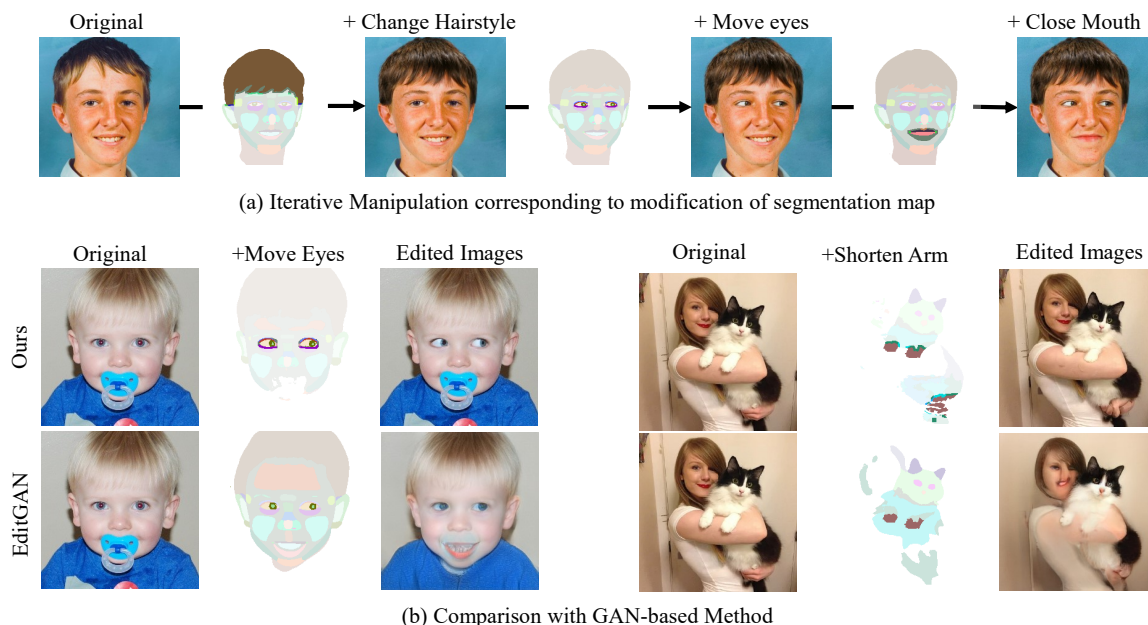 Original
+ Change Hairstyle
+ Move eyes
+ Close Mouth
(a) Iterative Manipulation corresponding to modification of segmentation map
Original
+Move Eyes
Edited Images
Original
+Shorten Arm
Edited Images
Ours
EditGAN
(b) Comparison with GAN-based Method